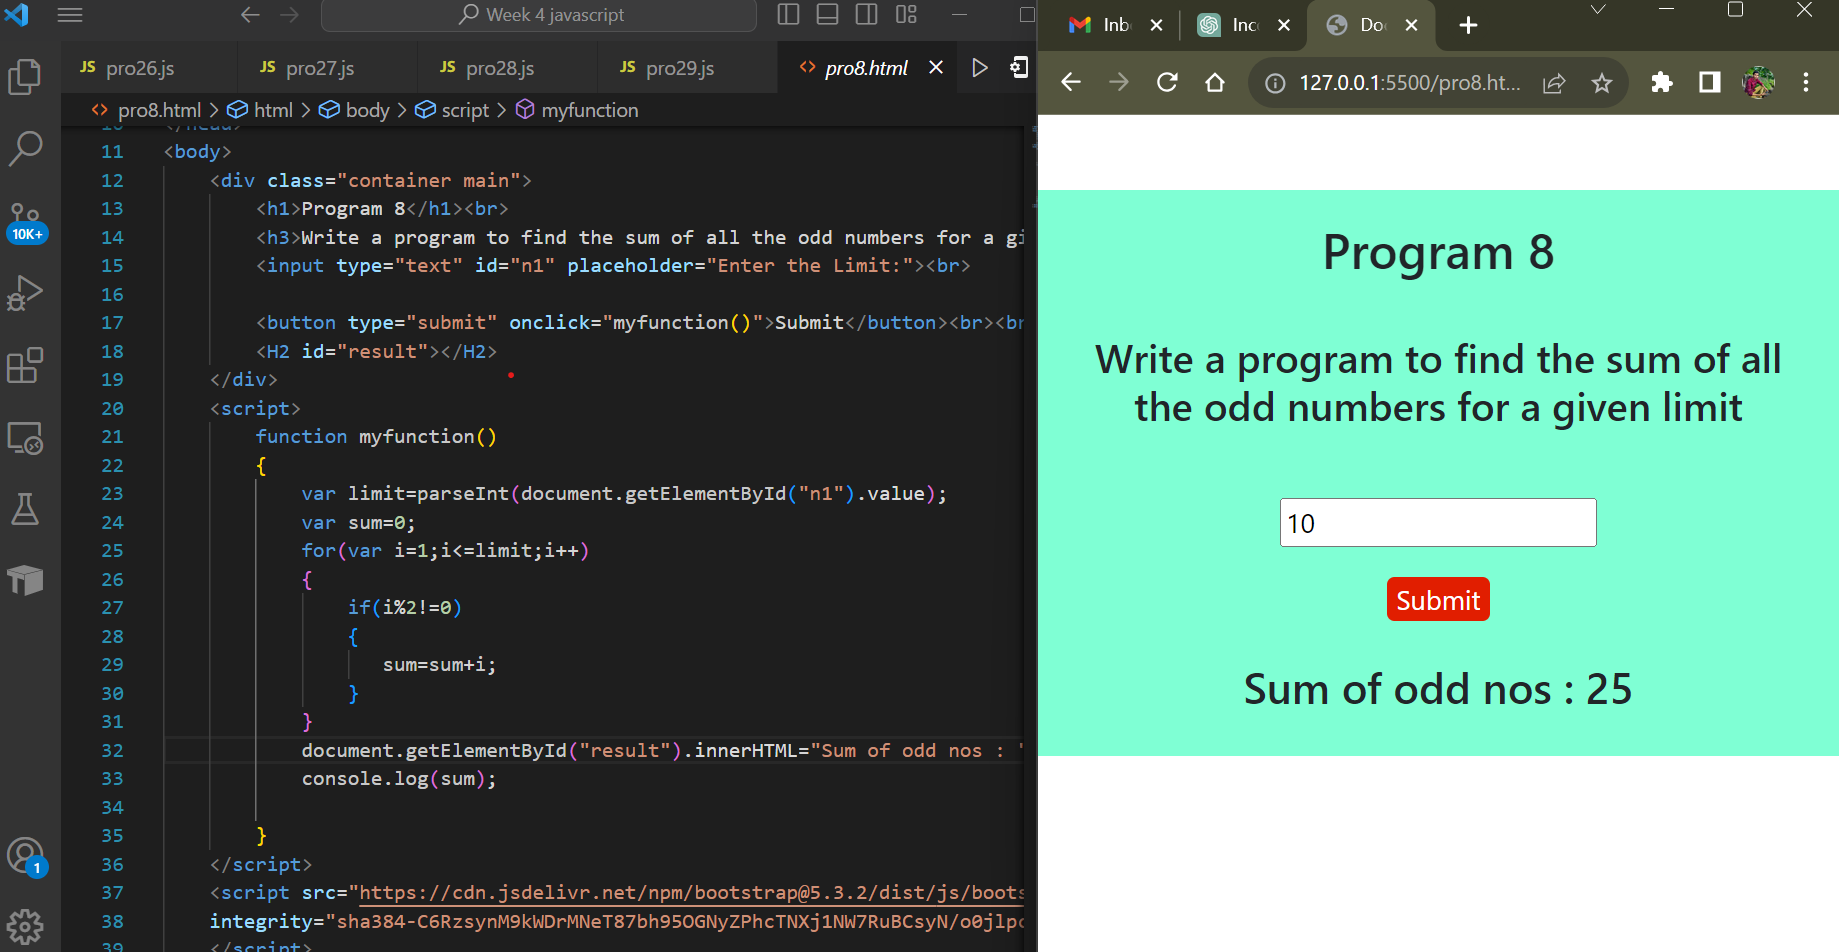 Week 4 javascript
JS pro26.js
JS pro27.js
JS pro28.js
JS pro29.js
<> pro8.html
<> pro8.html > html > body > script > myfunction
10K+
1
11 <body>
12 <div class="container main">
13 <h1>Program 8</h1><br>
14 <h3>Write a program to find the sum of all the odd numbers for a gi
15 <input type="text" id="n1" placeholder="Enter the Limit:"><br>
16
17 <button type="submit" onclick="myfunction()">Submit</button><br><br
18 <H2 id="result"></H2>
19 </div>
20 <script>
21 function myfunction()
22 {
23 var limit=parseInt(document.getElementById("n1").value);
24 var sum=0;
25 for(var i=1;i<=limit;i++)
26 {
27 if(i%2!=0)
28 {
29 sum=sum+i;
30 }
31 }
32 document.getElementById("result").innerHTML="Sum of odd nos : "
33 console.log(sum);
34
35 }
36 </script>
37 <script src="https://cdn.jsdelivr.net/npm/bootstrap@5.3.2/dist/js/boots
38 integrity="sha384-C6RzsynM9kWDrMNeT87bh95OGNyZPhcTNXj1NW7RuBCsyN/o0jlpc
39 </script>
Inb
Inc
Do
127.0.0.1:5500/pro8.ht...
Program 8
Write a program to find the sum of all
the odd numbers for a given limit
10
Submit
Sum of odd nos : 25